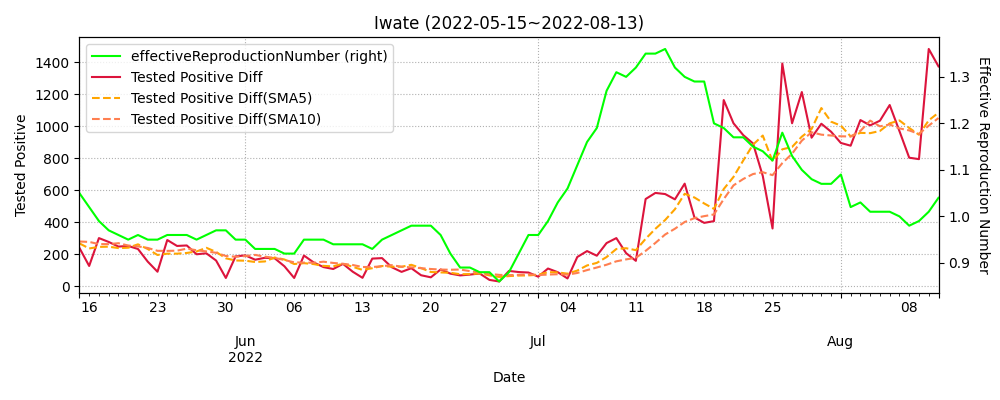 Iwate (2022-05-15~2022-08-13)
effectiveReproductionNumber (right)
Tested Positive Diff
Tested Positive Diff(SMA5)
Tested Positive Diff(SMA10)
Tested Positive
1400
1200
1000
800
600
400
200
0
1.3
1.2
1.1
1.0
0.9
Effective Reproduction Number
16 23 30 06 13 20 27 04 11 18 25 08
Jun Jul Aug
2022
Date